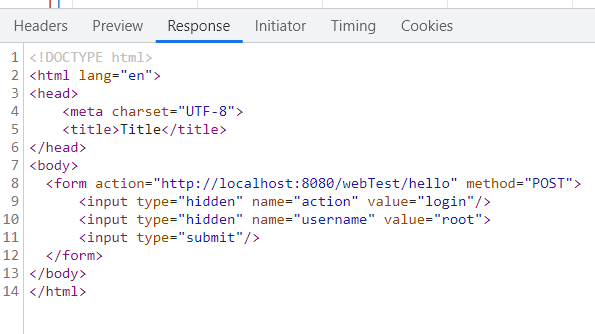 Headers Preview Response Initiator Timing Cookies
1 <!DOCTYPE html>
2 <html lang="en">
3 <head>
4     <meta charset="UTF-8">
5     <title>Title</title>
6 </head>
7 <body>
8   <form action="http://localhost:8080/webTest/hello" method="POST">
9       <input type="hidden" name="action" value="login"/>
10       <input type="hidden" name="username" value="root">
11       <input type="submit"/>
12   </form>
13 </body>
14 </html>